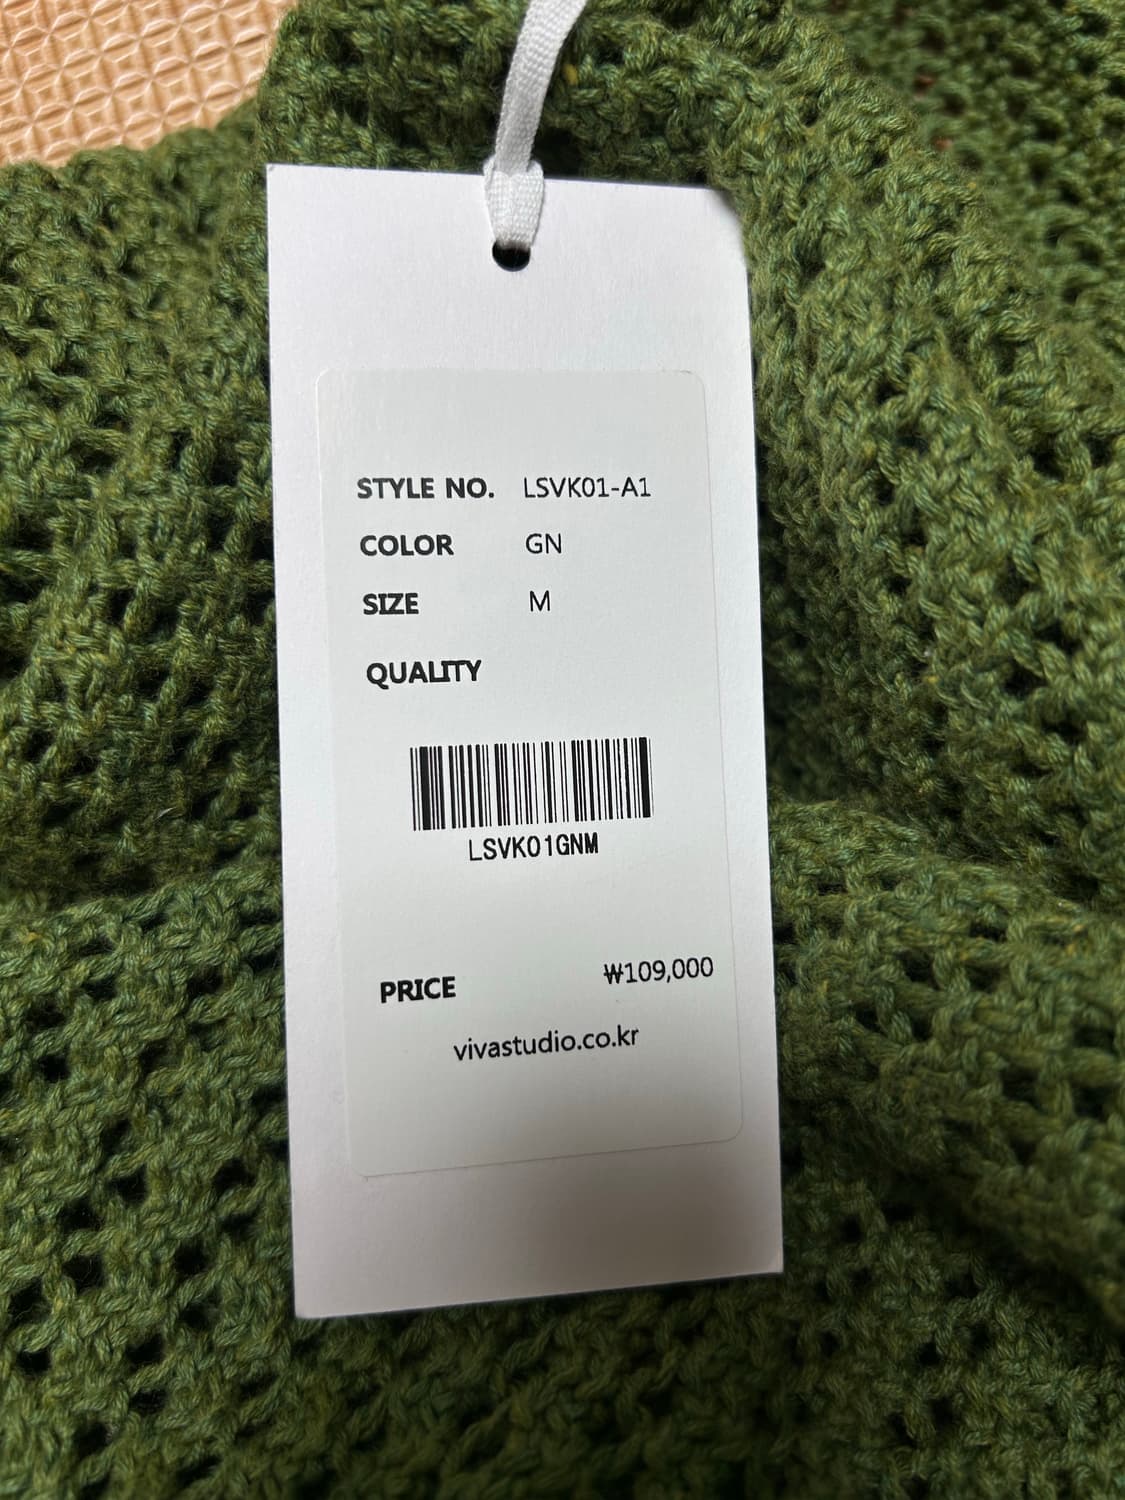 STYLE NO. LSVK01-A1
COLOR GN
SIZE M
QUALITY
LSVK01GNM
PRICE ₩109,000
vivastudio.co.kr